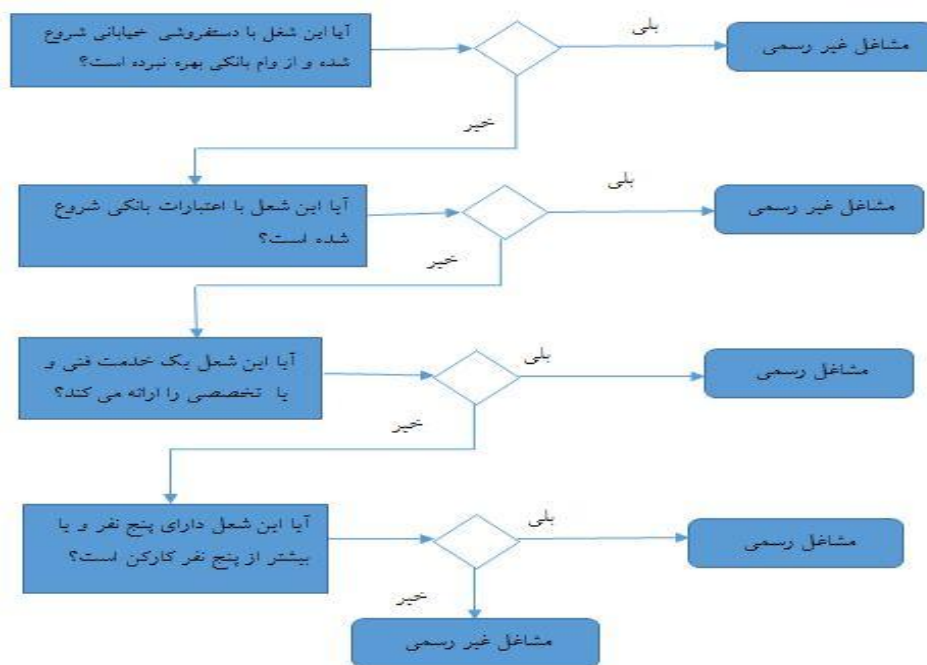 آیا این شغل با دستفروشی خیابانی شروع
شده و از وام بانکی بهره نبرده است؟
بلی
مشاغل غیر رسمی
خیر
آیا این شعل با اعتبارات بانکی شروع
شده است؟
بلی
مشاغل غیر رسمی
خیر
آیا این شعل یک خدمت فنی و
یا تخصصی را ارائه می کند؟
بلی
مشاغل رسمی
خیر
آیا این شعل دارای پنج نفر و یا
بیشتر از پنج نفر کارکن است؟
بلی
مشاغل رسمی
خیر
مشاغل غیر رسمی